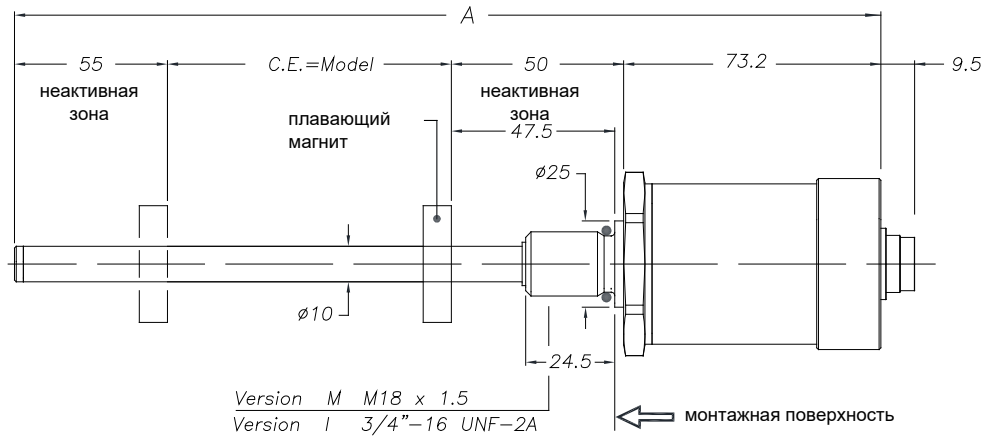 A
55
C.E.=Model
50
73.2
9.5
неактивная
зона
неактивная
зона
плавающий
магнит
47.5
ø25
ø10
24.5
Version M M18 x 1.5
Version I 3/4”-16 UNF-2A
монтажная поверхность